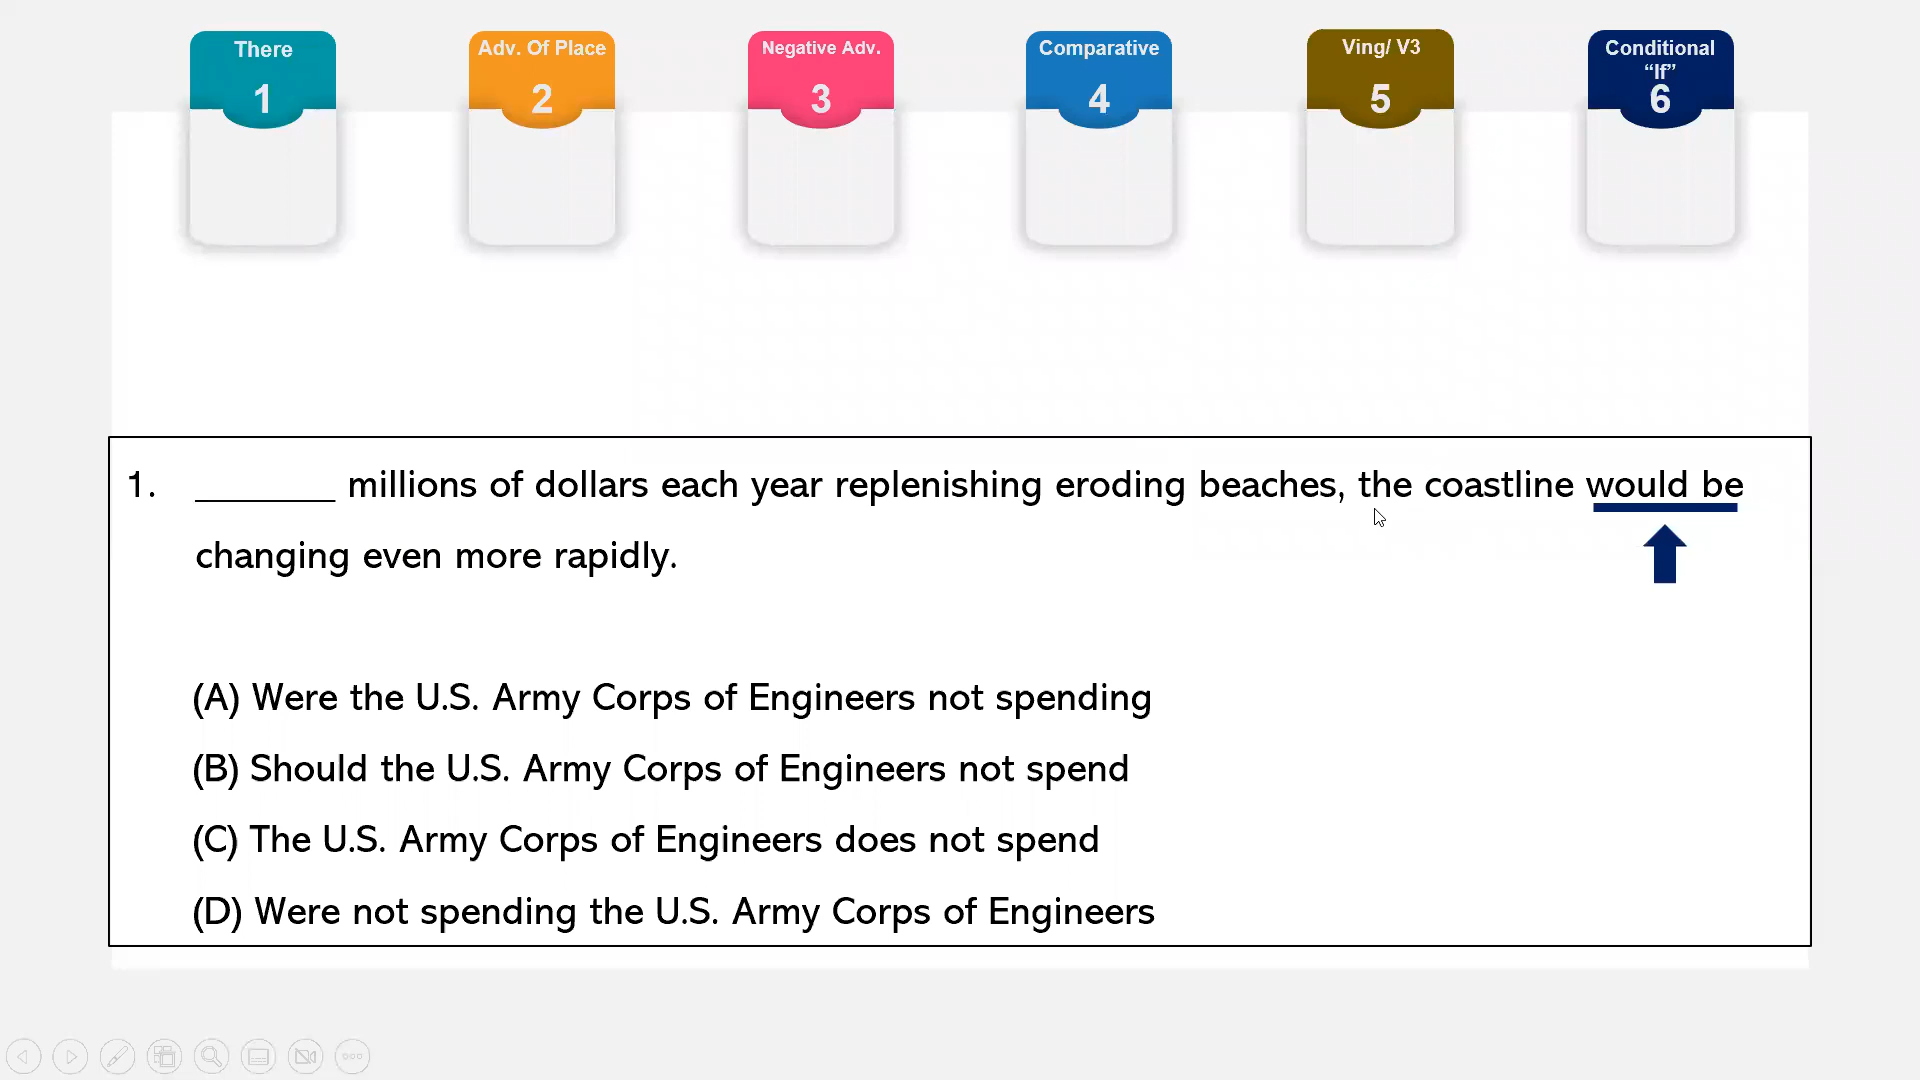 There
1
Adv. Of Place
2
Negative Adv.
3
Comparative
4
Ving/ V3
5
Conditional
“If”
6
1. ________ millions of dollars each year replenishing eroding beaches, the coastline would be
changing even more rapidly.
(A) Were the U.S. Army Corps of Engineers not spending
(B) Should the U.S. Army Corps of Engineers not spend
(C) The U.S. Army Corps of Engineers does not spend
(D) Were not spending the U.S. Army Corps of Engineers